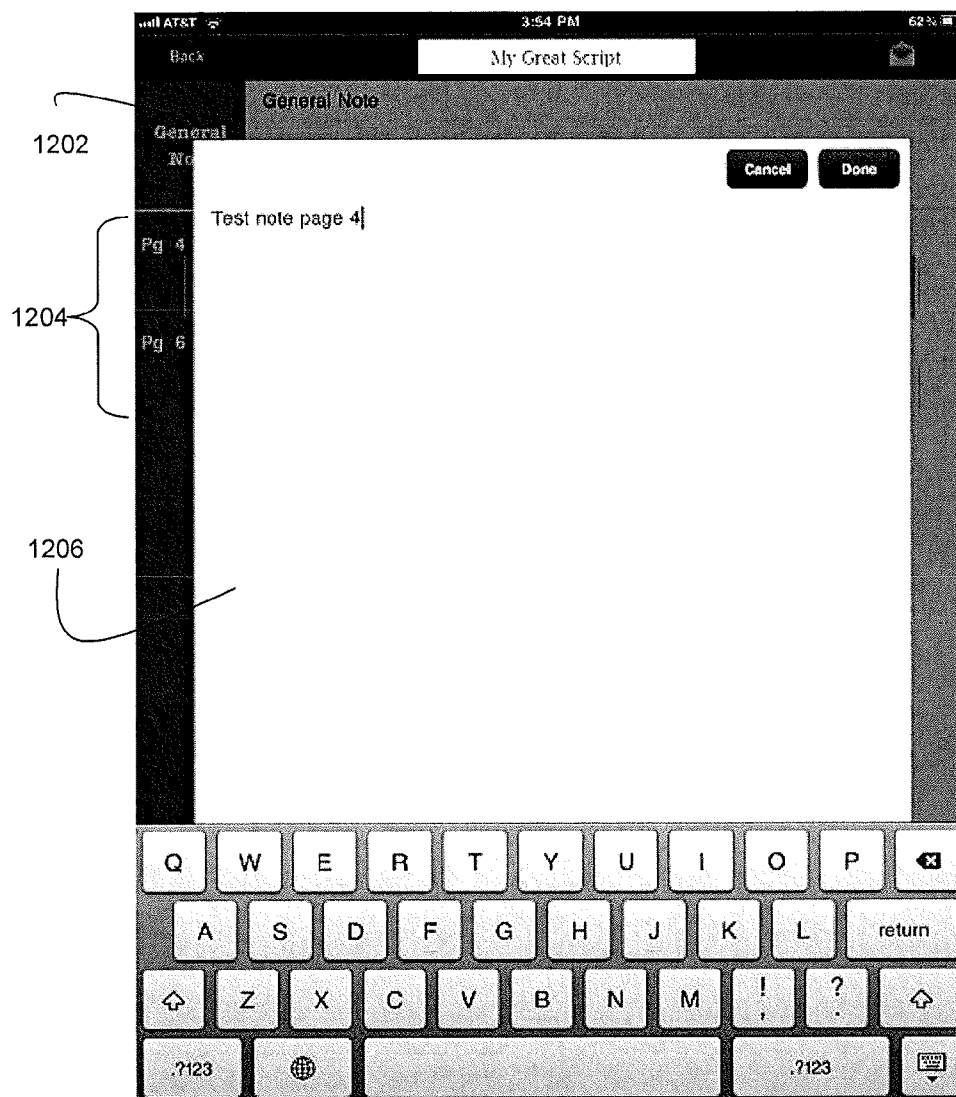 AT&T 3:54 PM 62%
Back My Great Script
General Note
1202
General
No
Cancel Done
Test note page 4
Pg 4
1204
Pg 6
1206
Q W E R T Y U I O P
A S D F G H J K L return
Z X C V B N M ! , ? .
.?123 .?123